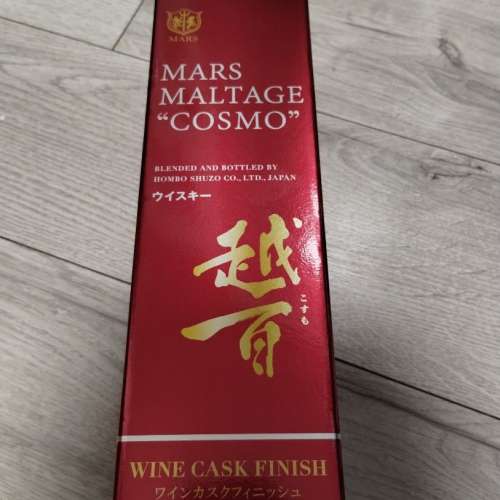 MARS
MARS
MALTAGE
“COSMO”
BLENDED AND BOTTLED BY
HOMBO SHUZO CO., LTD., JAPAN
ウイスキー
越百
こすも
WINE CASK FINISH
ワインカスクフィニッシュ